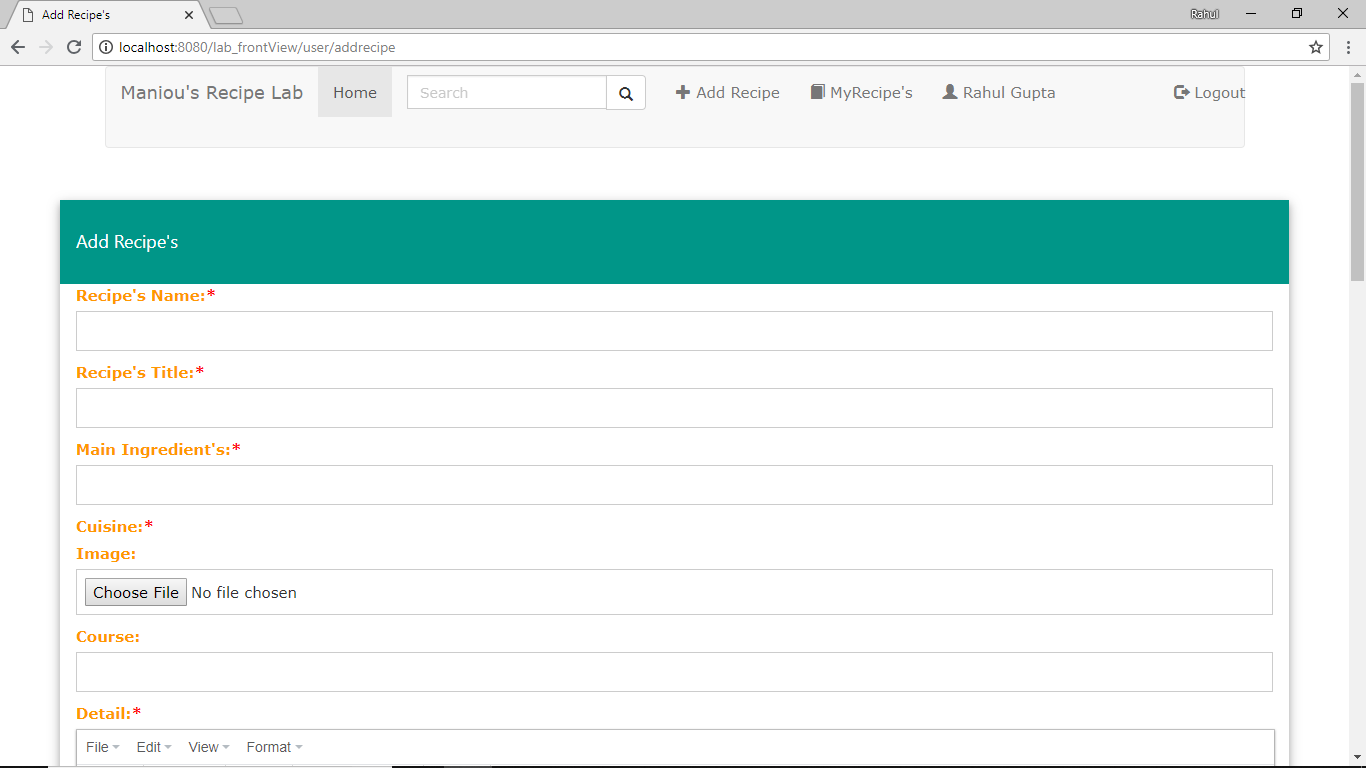 Add Recipe's
Rahul
localhost:8080/lab_frontView/user/addrecipe
Maniou's Recipe Lab Home Search Add Recipe MyRecipe's Rahul Gupta Logout
Add Recipe's
Recipe's Name:*
Recipe's Title:*
Main Ingredient's:*
Cuisine:*
Image:
Choose File No file chosen
Course:
Detail:*
File Edit View Format